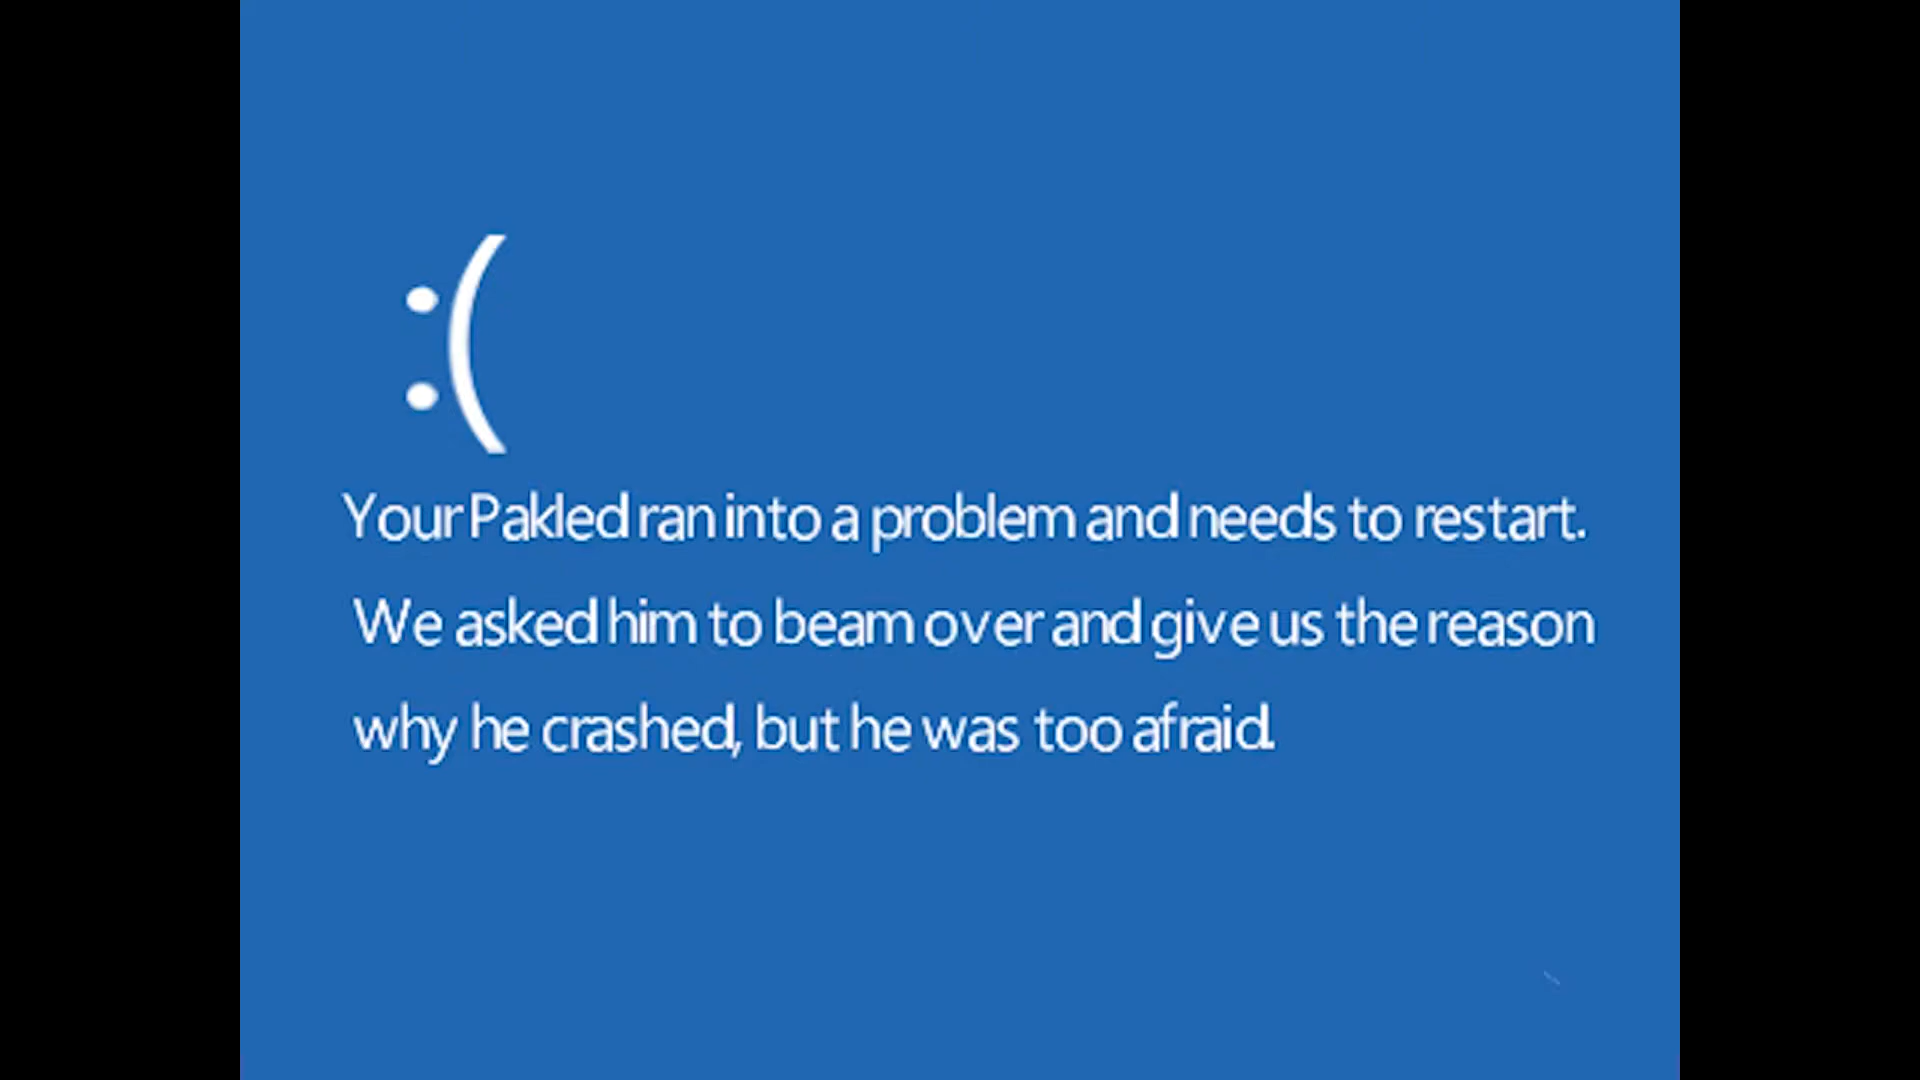 :(
Your Pakled ran into a problem and needs to restart.
We asked him to beam over and give us the reason
why he crashed, but he was too afraid.